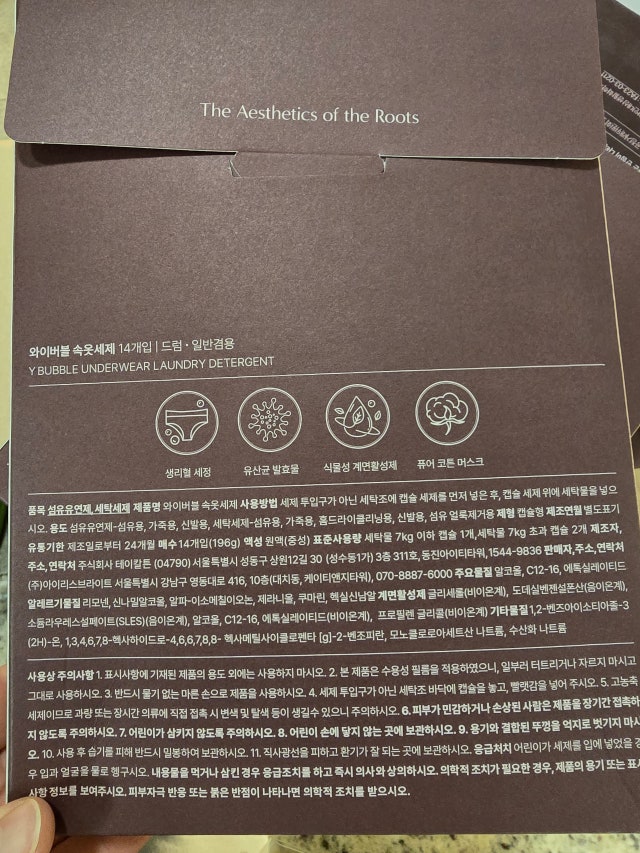 The Aesthetics of the Roots
와이버블 속옷세제 14개입 | 드럼·일반겸용
Y BUBBLE UNDERWEAR LAUNDRY DETERGENT
생리혈 세정 유산균 발효물 식물성 계면활성제 퓨어 코튼 머스크
품목 섬유유연제, 세탁세제 제품명 와이버블 속옷세제 사용방법 세제 투입구가 아닌 세탁조에 캡슐 세제를 먼저 넣은 후, 캡슐 세제 위에 세탁물을 넣으
시오. 용도 섬유유연제-섬유용, 가죽용, 신발용, 세탁세제-섬유용, 가죽용, 홈드라이클리닝용, 신발용, 섬유 얼룩제거용 제형 캡슐형 제조연월 별도표기
유통기한 제조일로부터 24개월 매수 14개입(196g) 액성 원액(중성) 표준사용량 세탁물 7kg 이하 캡슐 1개, 세탁물 7kg 초과 캡슐 2개 제조자,
주소, 연락처 주식회사 테이칼튼 (04790) 서울특별시 성동구 상원12길 30 (성수동1가) 3층 311호, 동진아이티타워, 1544-9836 판매자, 주소, 연락처
(주)아이리스브라이트 서울특별시 강남구 영동대로 416, 10층(대치동, 케이티앤지타워), 070-8887-6000 주요물질 알코올, C12-16, 에톡실레이티드
알레르기물질 리모넨, 신나밀알코올, 알파-이소메칠이오논, 제라니올, 쿠마린, 헥실신남알 계면활성제 글리세롤(비이온계), 도데실벤젠설폰산(음이온계),
소듐라우레스설페이트(SLES)(음이온계), 알코올, C12-16, 에톡실레이티드(비이온계), 프로필렌 글리콜(비이온계) 기타물질 1,2-벤즈아이소티아졸-3
(2H)-온, 1,3,4,6,7,8-헥사하이드로-4,6,6,7,8,8- 헥사메틸사이클로펜타 [g]-2-벤조피란, 모노클로로아세트산 나트륨, 수산화 나트륨
사용상 주의사항 1. 표시사항에 기재된 제품의 용도 외에는 사용하지 마시오. 2. 본 제품은 수용성 필름을 적용하였으니, 일부러 터트리거나 자르지 마시고
그대로 사용하시오. 3. 반드시 물기 없는 마른 손으로 제품을 사용하시오. 4. 세제 투입구가 아닌 세탁조 바닥에 캡슐을 놓고, 빨랫감을 넣어 주시오. 5. 고농축
세제이므로 과량 또는 장시간 의류에 직접 접촉 시 변색 및 탈색 등이 생길수 있으니 주의하시오. 6. 피부가 민감하거나 손상된 사람은 제품을 장기간 접촉하
지 않도록 주의하시오. 7. 어린이가 삼키지 않도록 주의하시오. 8. 어린이 손에 닿지 않는 곳에 보관하시오. 9. 용기와 결합된 뚜껑을 억지로 벗기지 마시
오. 10. 사용 후 습기를 피해 반드시 밀봉하여 보관하시오. 11. 직사광선을 피하고 환기가 잘 되는 곳에 보관하시오. 응급처치 어린이가 세제를 입에 넣었을 경
우 입과 얼굴을 물로 헹구시오. 내용물을 먹거나 삼킨 경우 응급조치를 하고 즉시 의사와 상의하시오. 의학적 조치가 필요한 경우, 제품의 용기 또는 표시
사항 정보를 보여주시오. 피부자극 반응 또는 붉은 반점이 나타나면 의학적 조치를 받으시오.